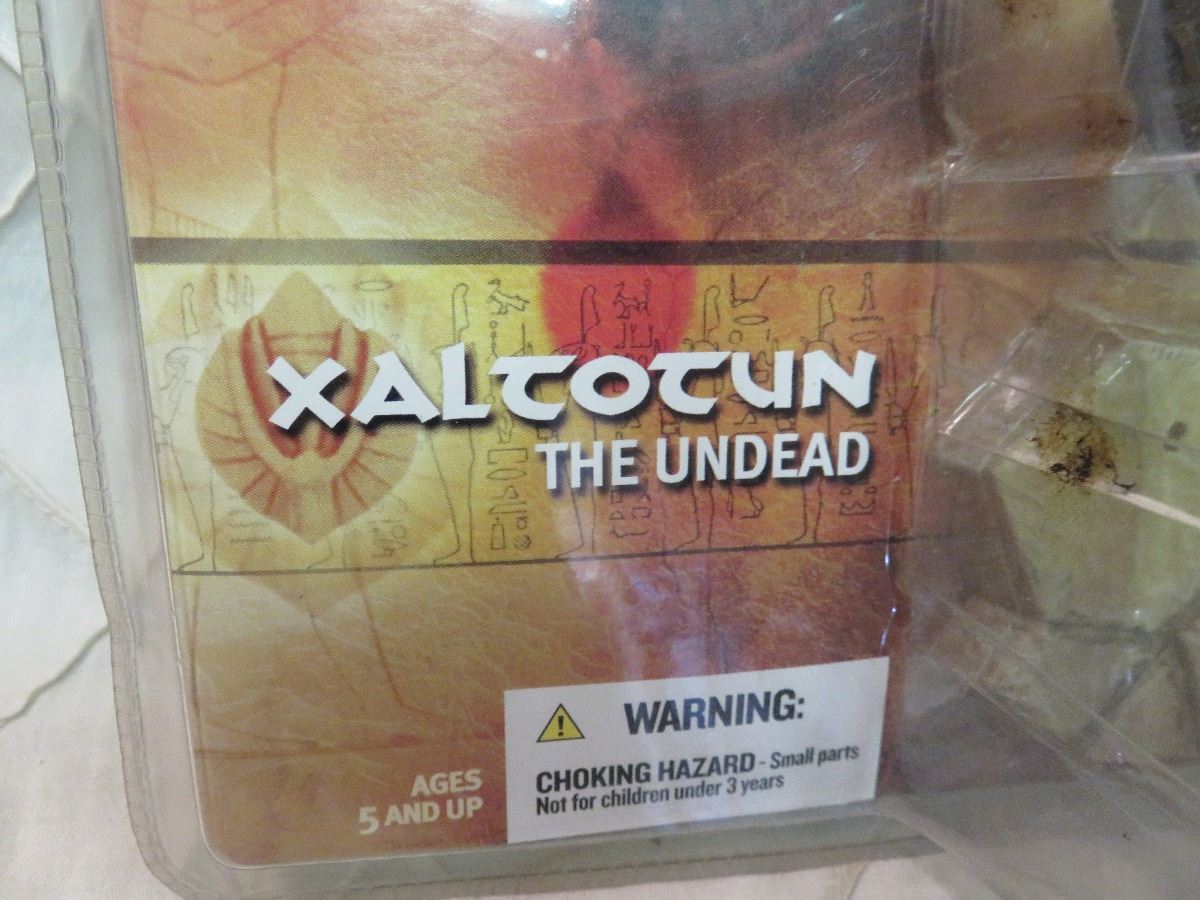 XALTOTUN
THE UNDEAD
WARNING:
CHOKING HAZARD - Small parts
Not for children under 3 years
AGES
5 AND UP